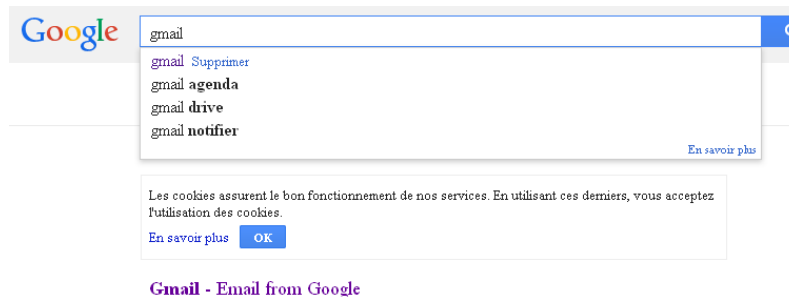 Google
gmail
gmail Supprimer
gmail agenda
gmail drive
gmail notifier
En savoir plus
Les cookies assurent le bon fonctionnement de nos services. En utilisant ces derniers, vous acceptez
l'utilisation des cookies.
En savoir plus OK
Gmail - Email from Google